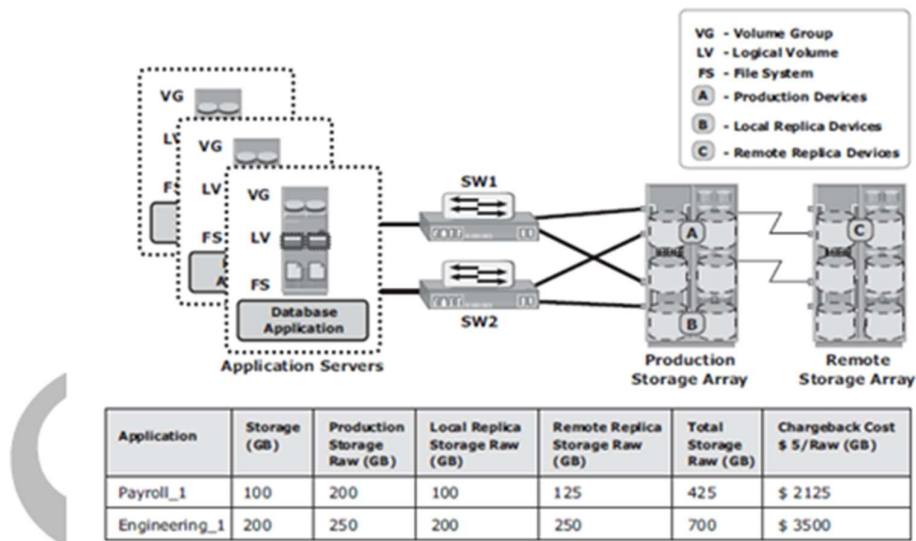 VG - Volume Group
LV - Logical Volume
FS - File System
A - Production Devices
B - Local Replica Devices
C - Remote Replica Devices
VG
VG
LV
FS
VG
LV
FS
Database
Application
Application Servers
SW1
SW2
A
B
C
Production
Storage Array
Remote
Storage Array
Application Storage (GB) Production Storage Raw (GB) Local Replica Storage Raw (GB) Remote Replica Storage Raw (GB) Total Storage Raw (GB) Chargeback Cost $ 5/Raw (GB)
Payroll_1 100 200 100 125 425 $ 2125
Engineering_1 200 250 200 250 700 $ 3500